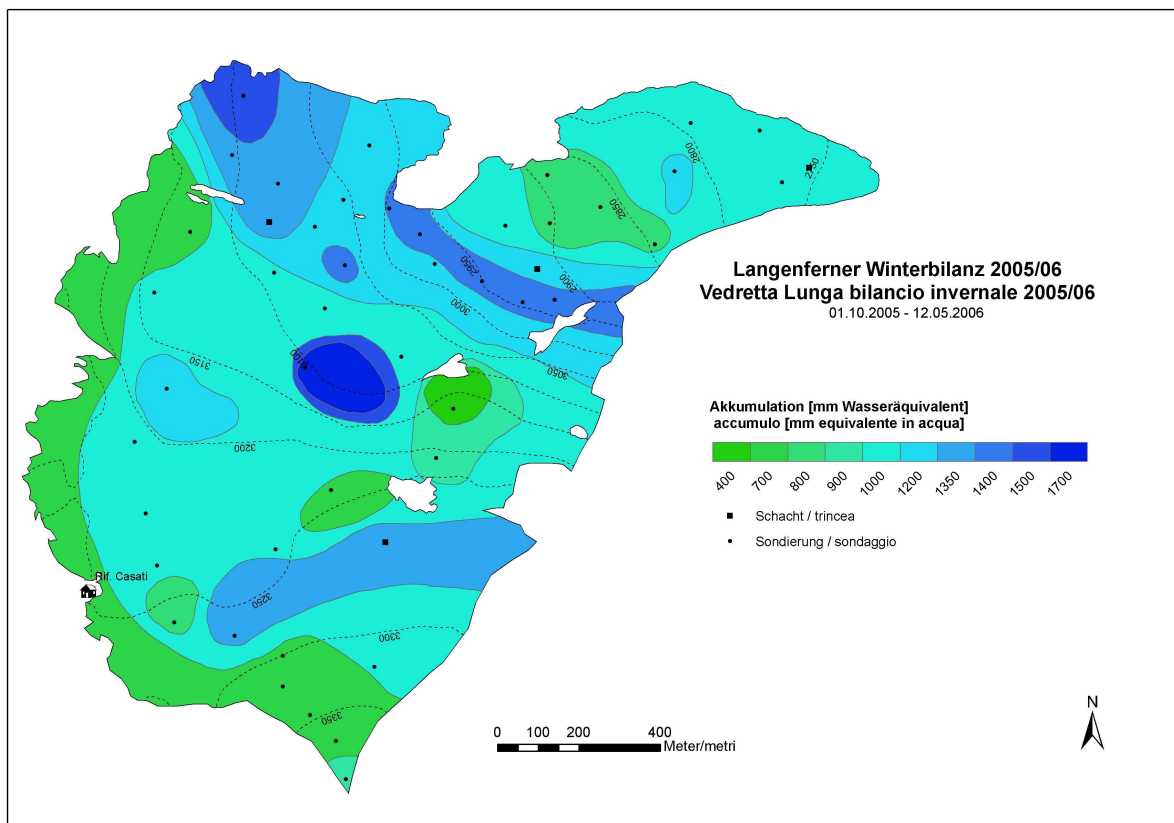 2800
2750
2850
2950
2900
3000
Langenferner Winterbilanz 2005/06
Vedretta Lunga bilancio invernale 2005/06
01.10.2005 - 12.05.2006
3100
3150
3050
3200
Akkumulation [mm Wasseräquivalent]
accumulo [mm equivalente in acqua]
400 700 800 900 1000 1200 1350 1400 1500 1700
Schacht / trincea
Sondierung / sondaggio
Rif. Casati
3250
3300
3350
0 100 200 400
Meter/metri
N